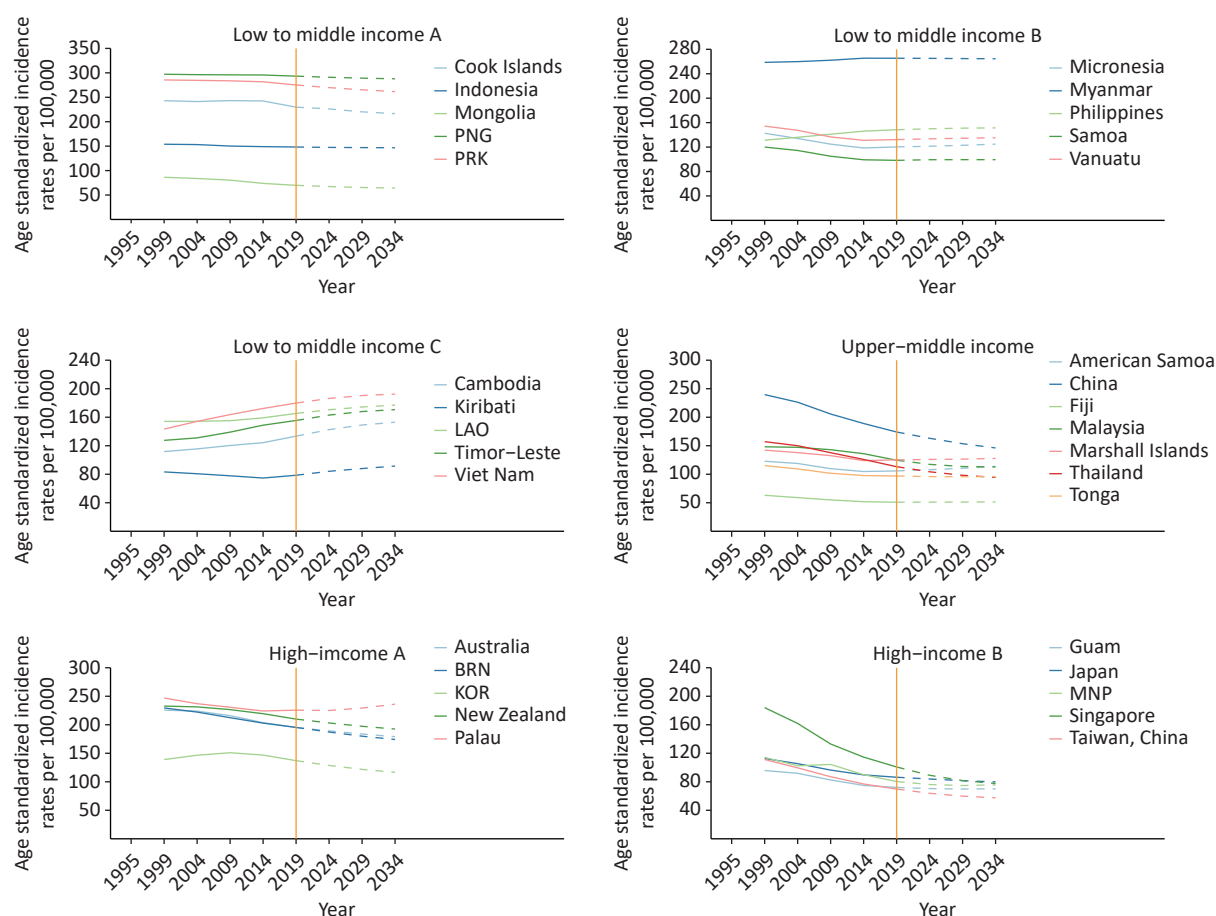 Low to middle income A
Age standardized incidence
rates per 100,000
350
300
250
200
150
100
50
Cook Islands
Indonesia
Mongolia
PNG
PRK
1995
1999
2004
2009
2014
2019
2024
2029
2034
Year
Low to middle income B
Age standardized incidence
rates per 100,000
280
240
200
160
120
80
40
Micronesia
Myanmar
Philippines
Samoa
Vanuatu
1995
1999
2004
2009
2014
2019
2024
2029
2034
Year
Low to middle income C
Age standardized incidence
rates per 100,000
240
200
160
120
80
40
Cambodia
Kiribati
LAO
Timor−Leste
Viet Nam
1995
1999
2004
2009
2014
2019
2024
2029
2034
Year
Upper−middle income
Age standardized incidence
rates per 100,000
300
250
200
150
100
50
American Samoa
China
Fiji
Malaysia
Marshall Islands
Thailand
Tonga
1995
1999
2004
2009
2014
2019
2024
2029
2034
Year
High−imcome A
Age standardized incidence
rates per 100,000
300
250
200
150
100
50
Australia
BRN
KOR
New Zealand
Palau
1995
1999
2004
2009
2014
2019
2024
2029
2034
Year
High−income B
Age standardized incidence
rates per 100,000
240
200
160
120
80
40
Guam
Japan
MNP
Singapore
Taiwan, China
1995
1999
2004
2009
2014
2019
2024
2029
2034
Year